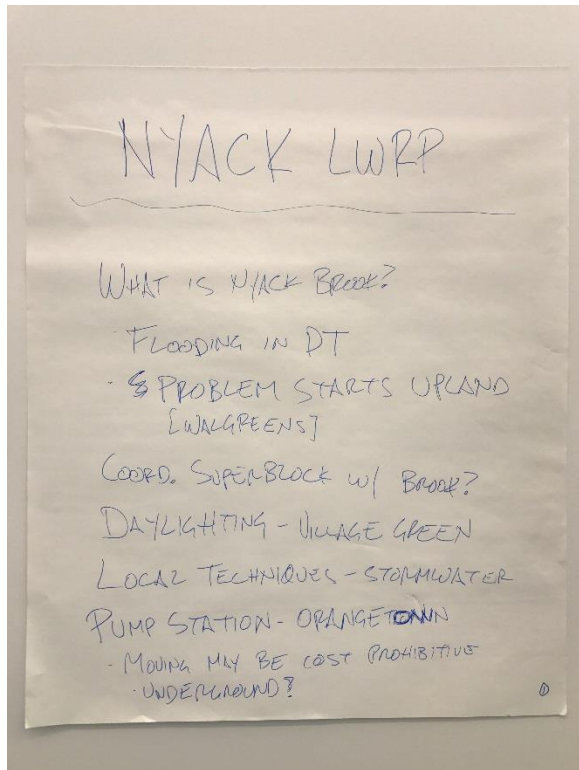 NYACK LWRP
WHAT IS NYACK BROOK?
· FLOODING IN DT
· & PROBLEM STARTS UPLAND
[WALGREENS]
COORD. SUPERBLOCK W/ BROOK?
DAYLIGHTING - VILLAGE GREEN
LOCAL TECHNIQUES - STORMWATER
PUMP STATION - ORANGETOWN
· MOVING MAY BE COST PROHIBITIVE
· UNDERGROUND?
①